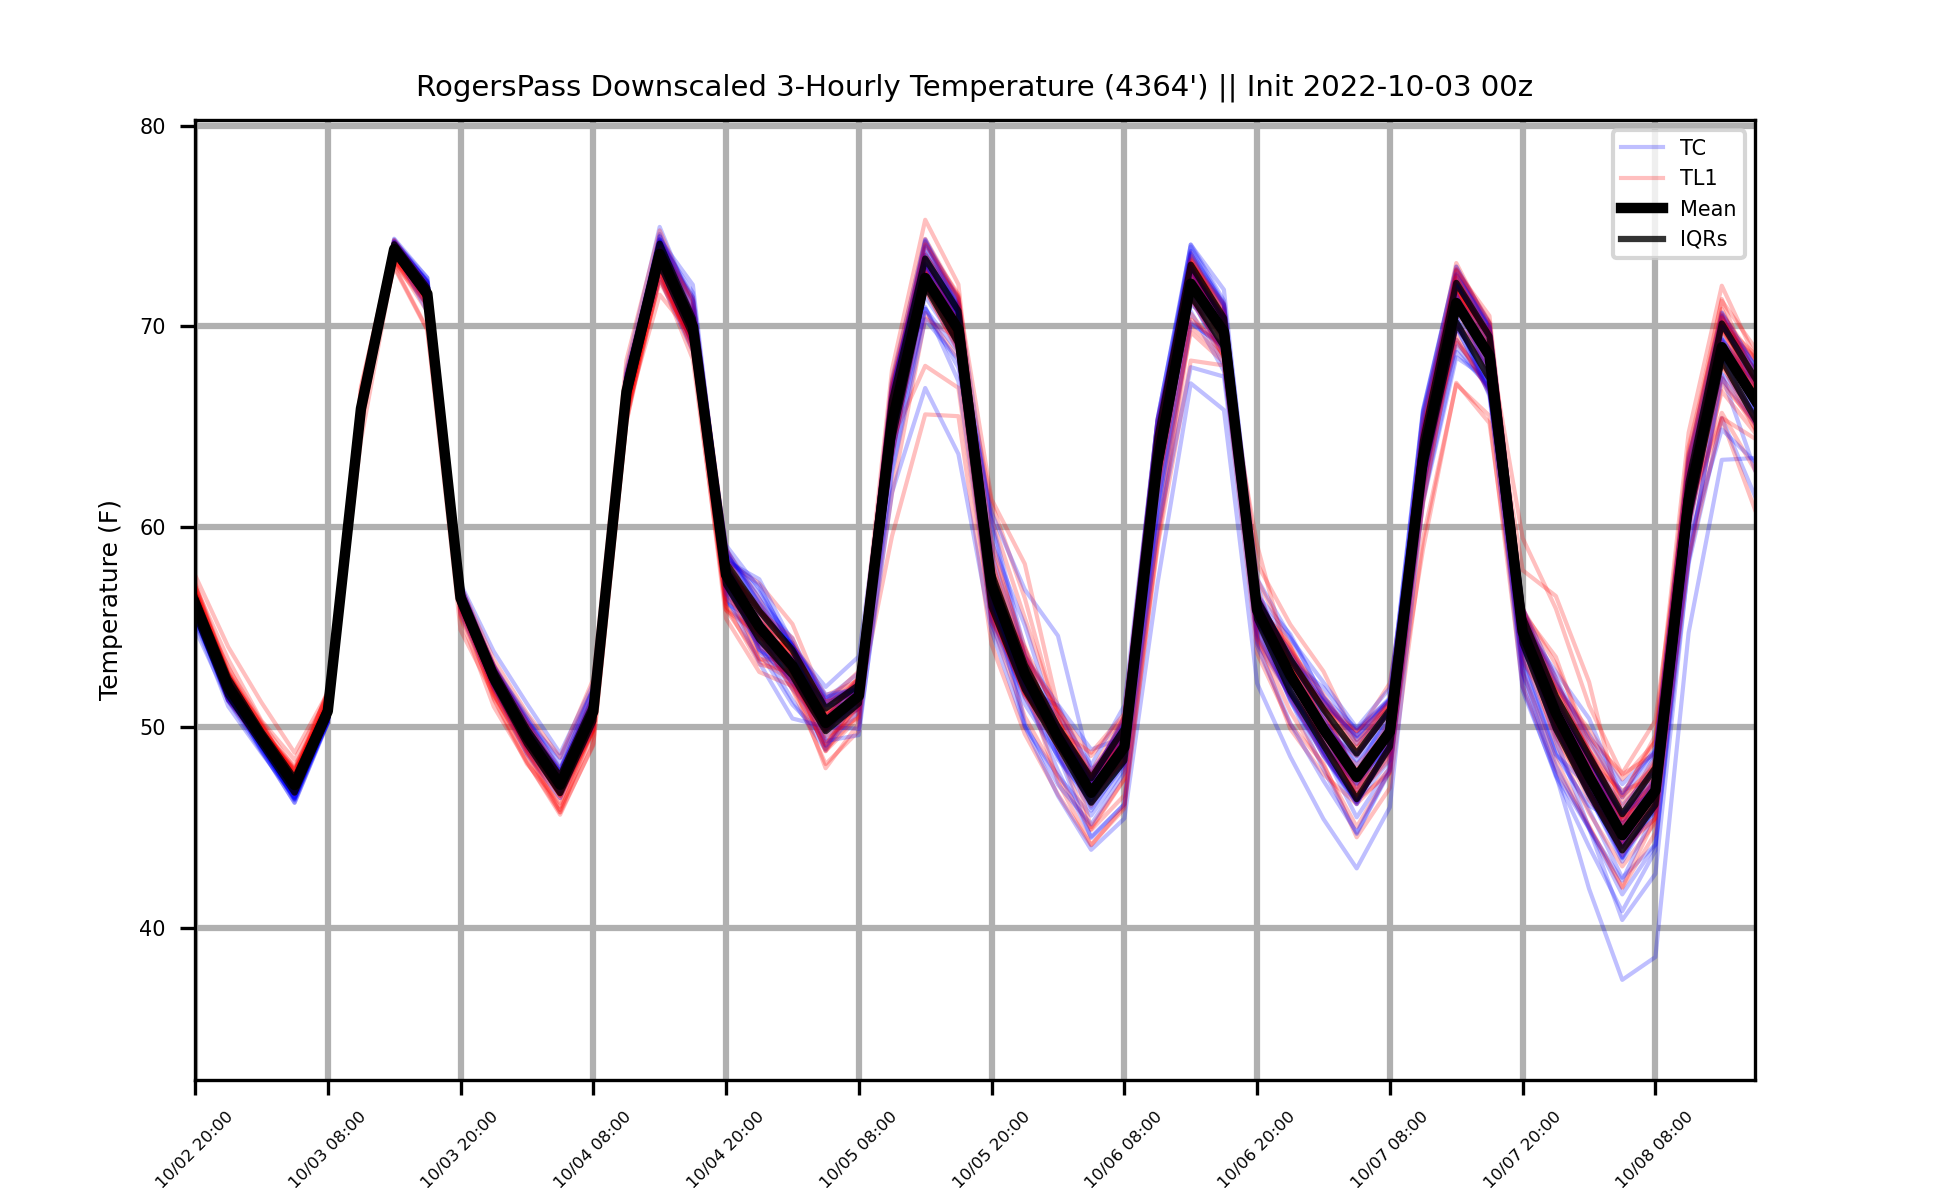 RogersPass Downscaled 3-Hourly Temperature (4364') || Init 2022-10-03 00z
80
70
60
50
40
Temperature (F)
TC
TL1
Mean
IQRs
10/02 20:00
10/03 08:00
10/03 20:00
10/04 08:00
10/04 20:00
10/05 08:00
10/05 20:00
10/06 08:00
10/06 20:00
10/07 08:00
10/07 20:00
10/08 08:00